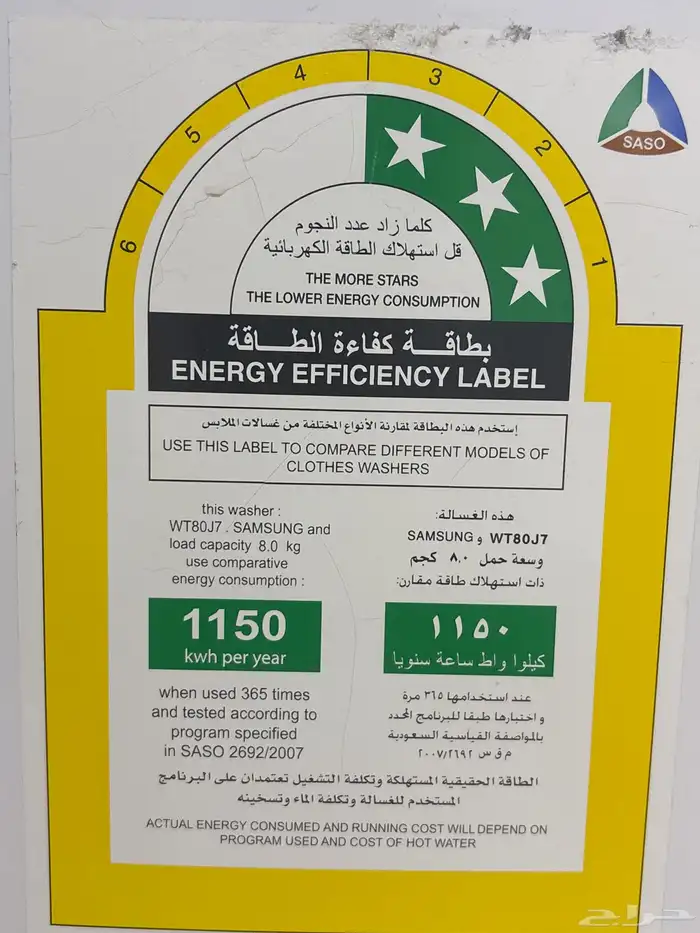 4
3
5
2
6
1
SASO
كلما زاد عدد النجوم
قل استهلاك الطاقة الكهربائية
THE MORE STARS
THE LOWER ENERGY CONSUMPTION
بطاقـــة كفاءة الطـــاقة
ENERGY EFFICIENCY LABEL
إستخدم هذه البطاقة لمقارنة الأنواع المختلفة من غسالات الملابس
USE THIS LABEL TO COMPARE DIFFERENT MODELS OF
CLOTHES WASHERS
this washer :
WT80J7 . SAMSUNG and
load capacity 8.0 kg
use comparative
energy consumption :
1150
kwh per year
when used 365 times
and tested according to
program specified
in SASO 2692/2007
هذه الغسالة:
WT80J7 و SAMSUNG
وسعة حمل ٨,٠ كجم
ذات استهلاك طاقة مقارن:
١١٥٠
كيلوا واط ساعة سنويا
عند استخدامها ٣٦٥ مرة
و اختبارها طبقا للبرنامج المحدد
بالمواصفة القياسية السعودية
م ق س ٢٠٠٧/٢٦٩٢
الطاقة الحقيقية المستهلكة وتكلفة التشغيل تعتمدان على البرنامج
المستخدم للغسالة وتكلفة الماء وتسخينه
ACTUAL ENERGY CONSUMED AND RUNNING COST WILL DEPEND ON
PROGRAM USED AND COST OF HOT WATER
حراج